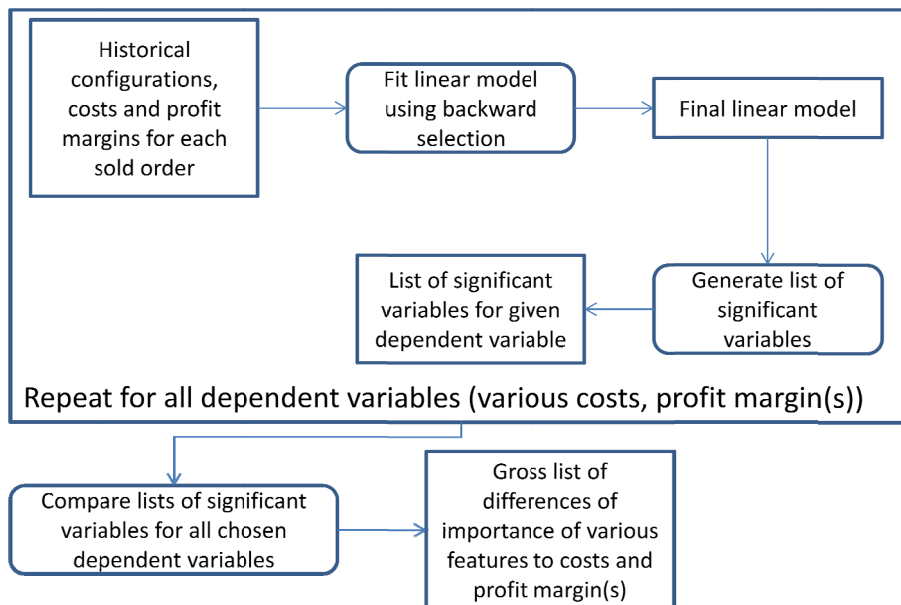 Historical
configurations,
costs and profit
margins for each
sold order
Fit linear model
using backward
selection
Final linear model
Generate list of
significant
variables
List of significant
variables for given
dependent variable
Repeat for all dependent variables (various costs, profit margin(s))
Compare lists of significant
variables for all chosen
dependent variables
Gross list of
differences of
importance of various
features to costs and
profit margin(s)